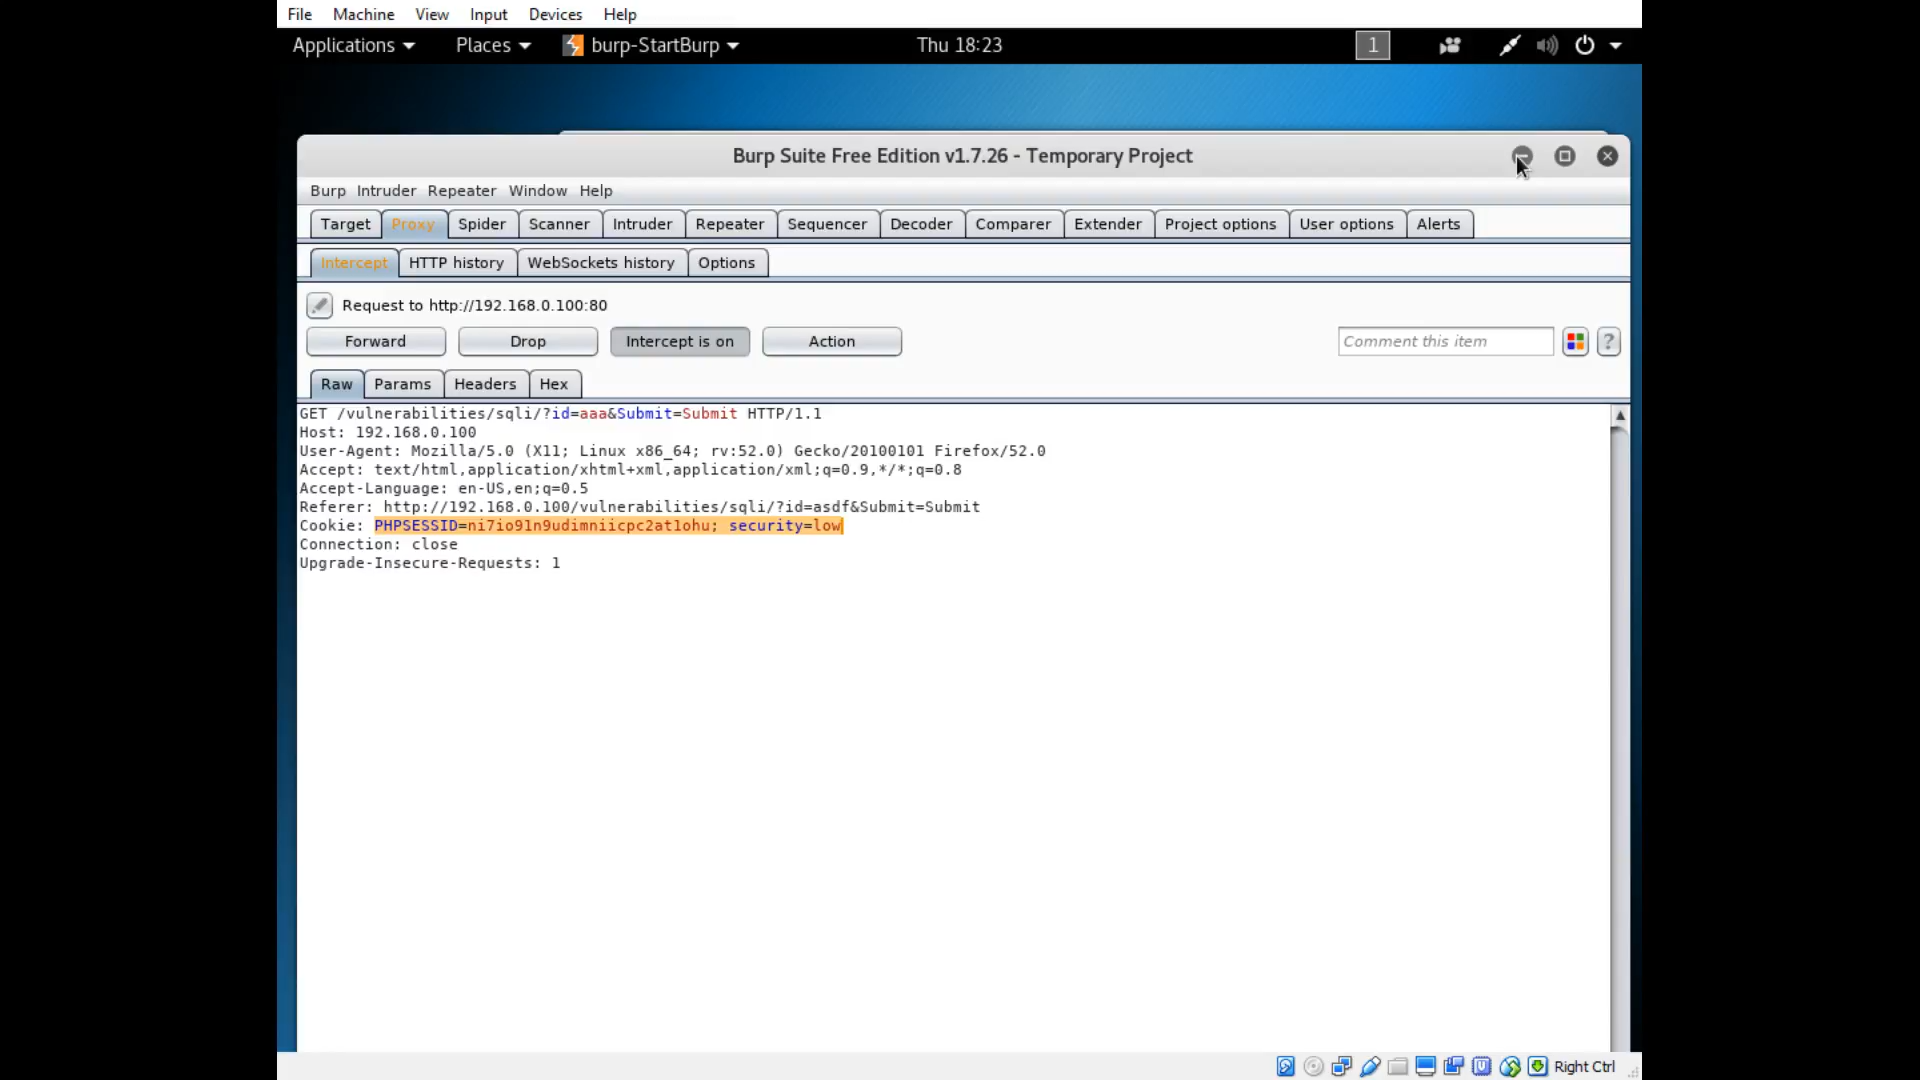 File Machine View Input Devices Help
Applications Places burp-StartBurp Thu 18:23 1
Burp Suite Free Edition v1.7.26 - Temporary Project
Burp Intruder Repeater Window Help
Target Proxy Spider Scanner Intruder Repeater Sequencer Decoder Comparer Extender Project options User options Alerts
Intercept HTTP history WebSockets history Options
Request to http://192.168.0.100:80
Forward Drop Intercept is on Action Comment this item ?
Raw Params Headers Hex
GET /vulnerabilities/sqli/?id=aaa&Submit=Submit HTTP/1.1
Host: 192.168.0.100
User-Agent: Mozilla/5.0 (X11; Linux x86_64; rv:52.0) Gecko/20100101 Firefox/52.0
Accept: text/html,application/xhtml+xml,application/xml;q=0.9,*/*;q=0.8
Accept-Language: en-US,en;q=0.5
Referer: http://192.168.0.100/vulnerabilities/sqli/?id=asdf&Submit=Submit
Cookie: PHPSESSID=ni7io91n9udimniicpc2at1ohu; security=low
Connection: close
Upgrade-Insecure-Requests: 1
Right Ctrl